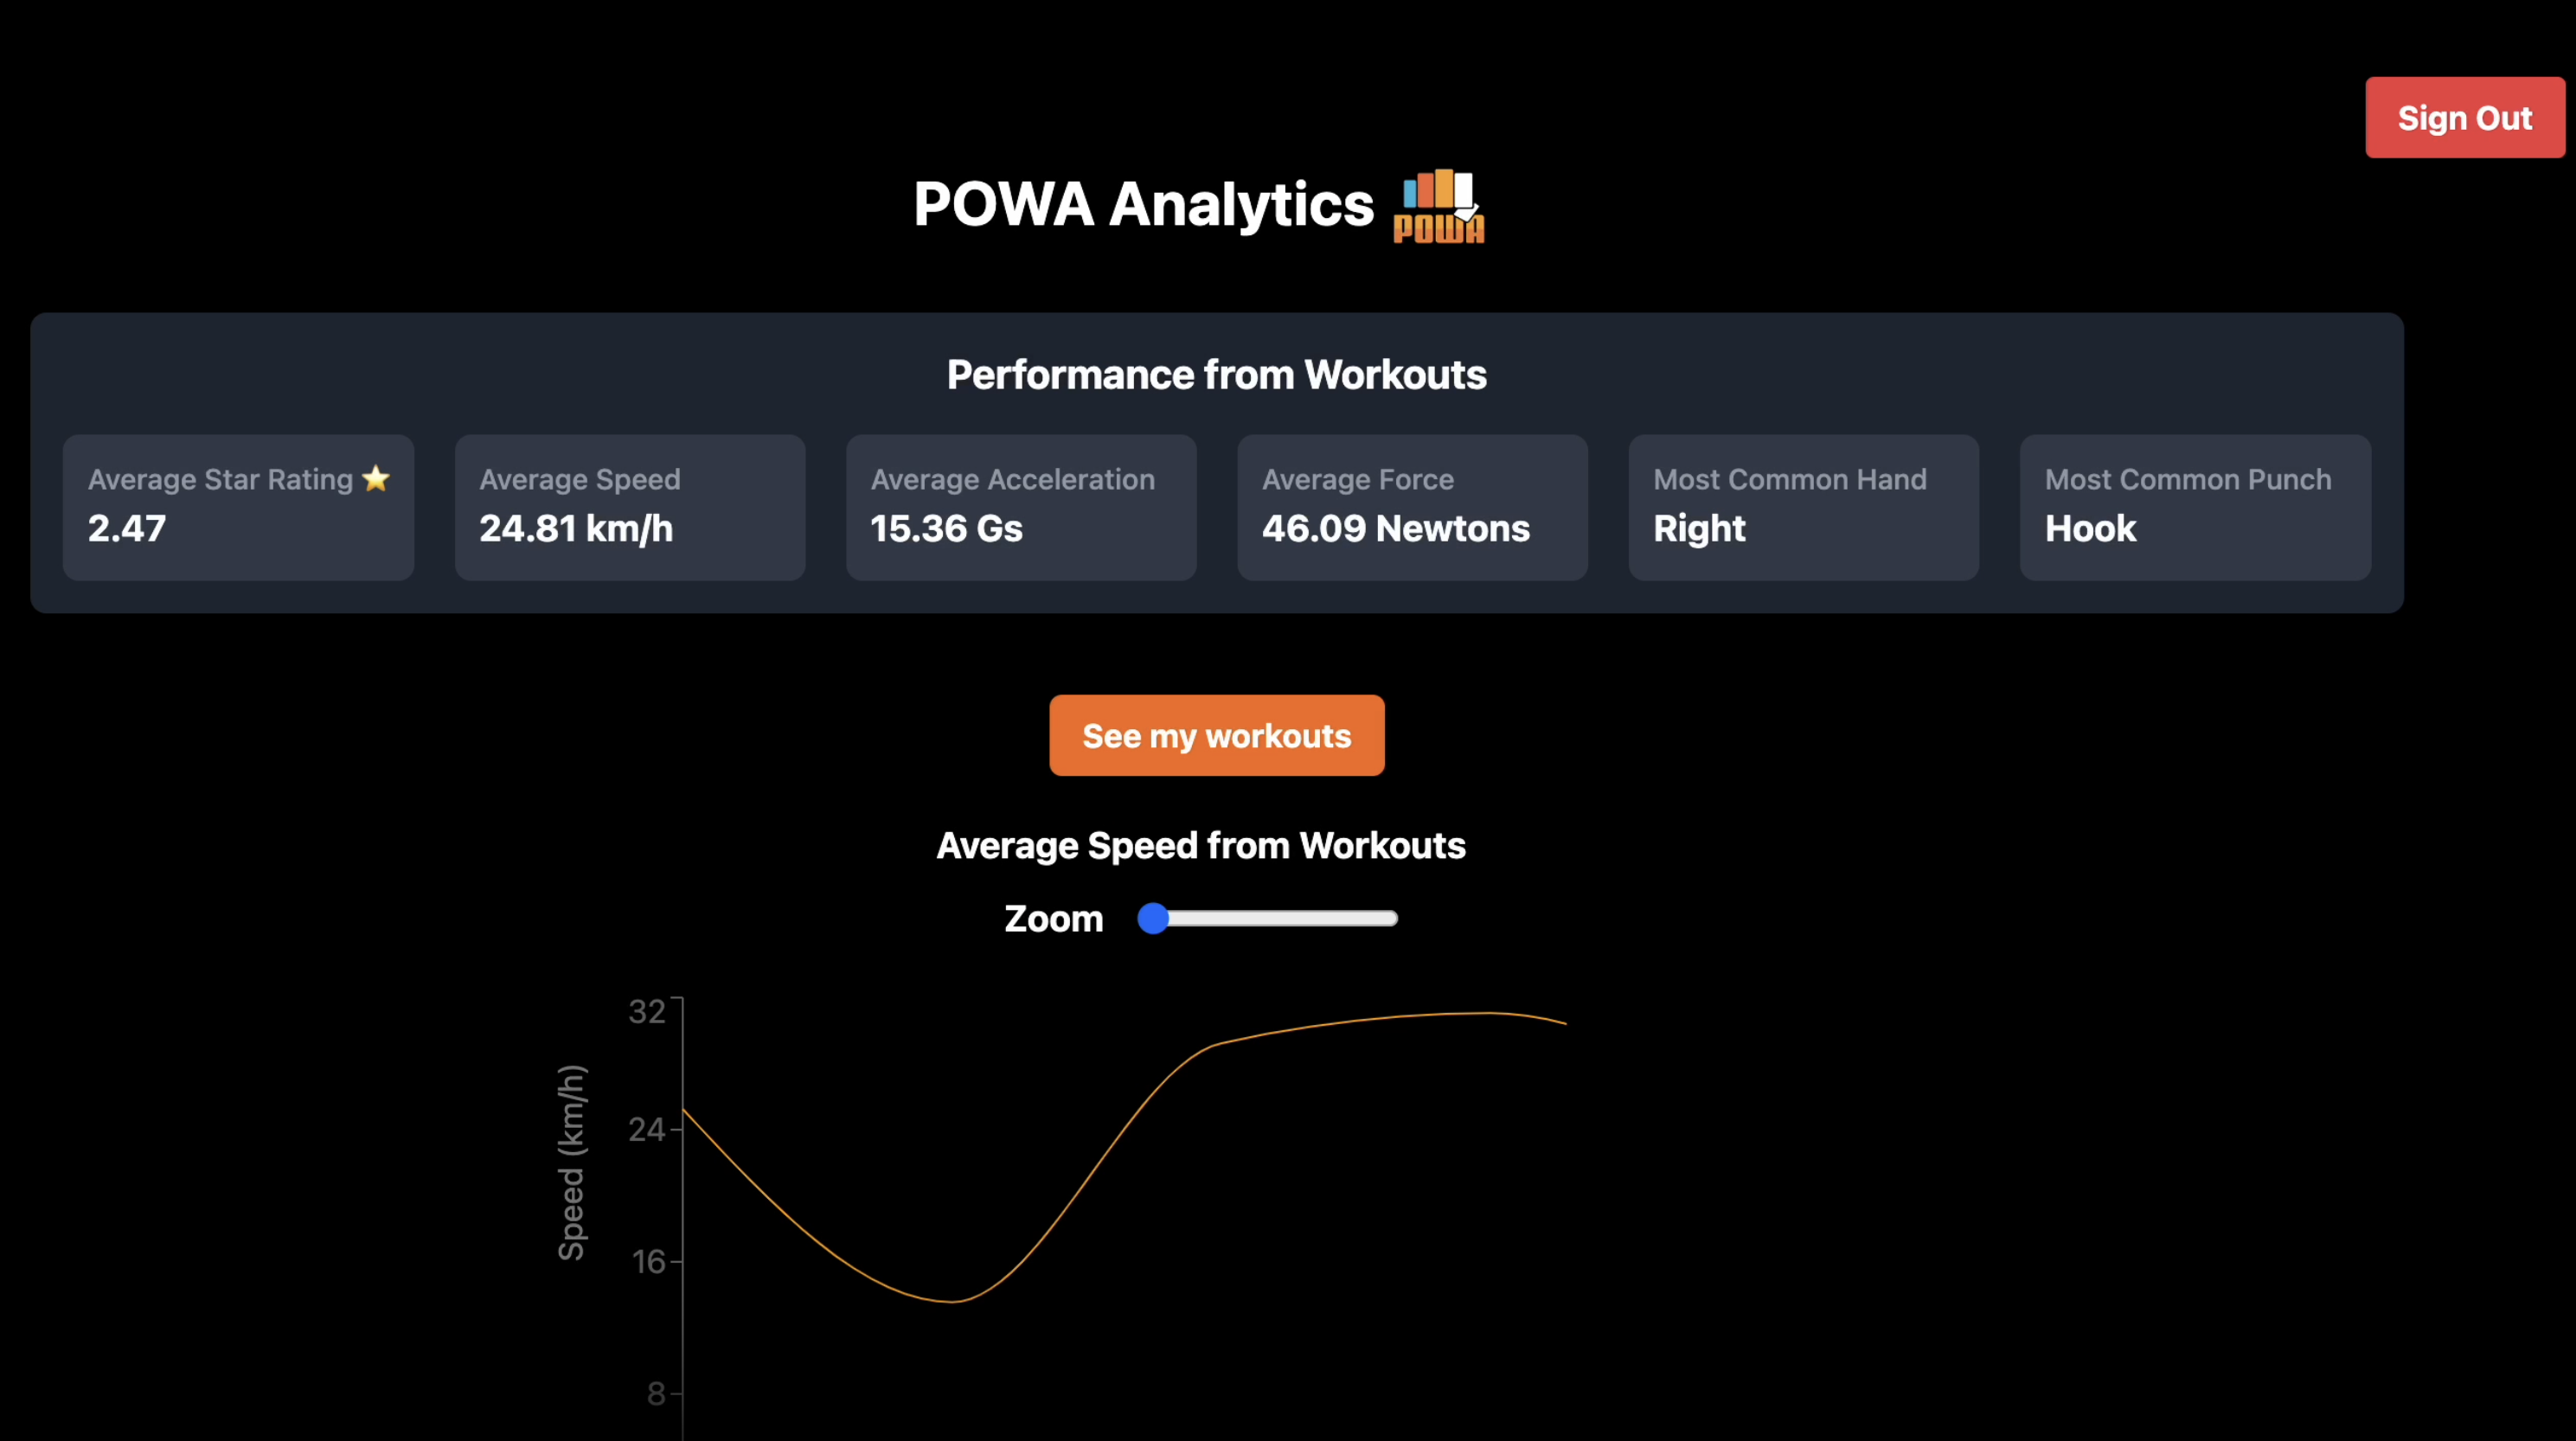 Sign Out
POWA Analytics POWA
Performance from Workouts
Average Star Rating ⭐
2.47
Average Speed
24.81 km/h
Average Acceleration
15.36 Gs
Average Force
46.09 Newtons
Most Common Hand
Right
Most Common Punch
Hook
See my workouts
Average Speed from Workouts
Zoom
Speed (km/h)
32
24
16
8